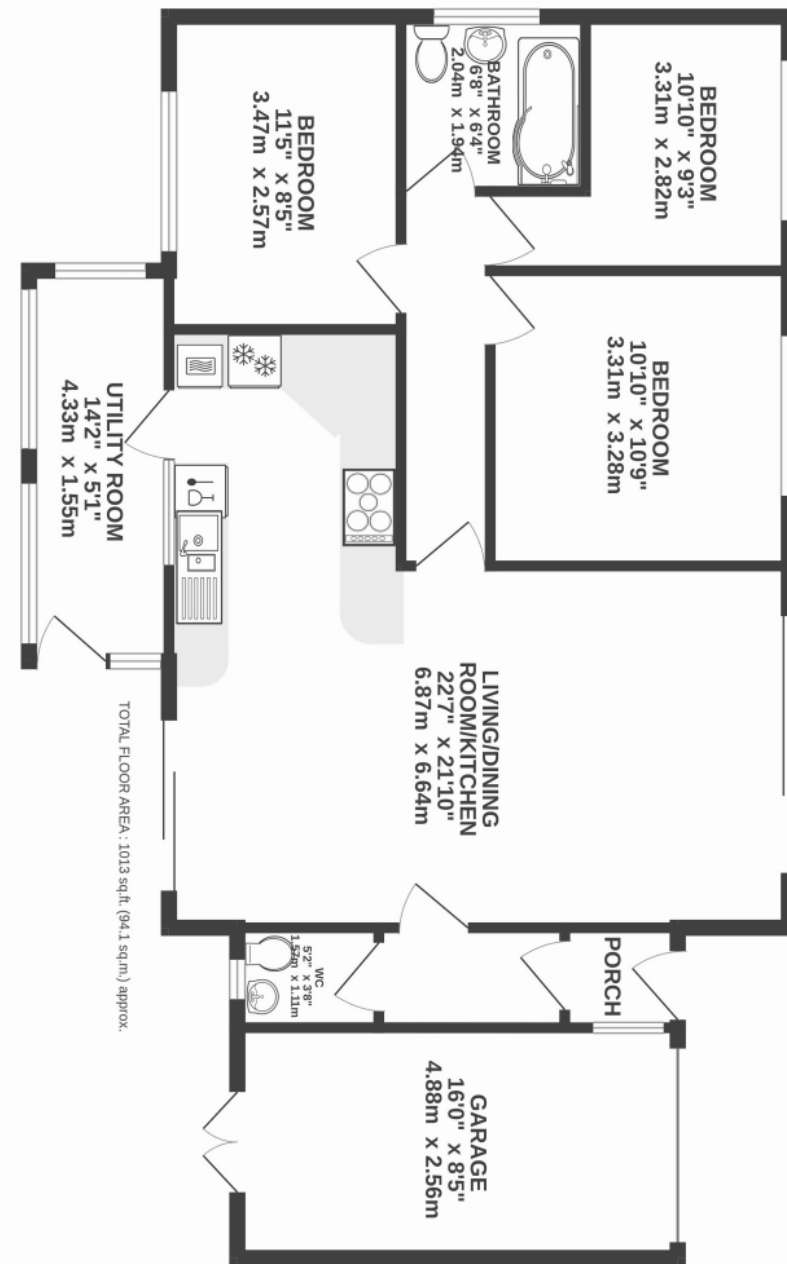 BEDROOM
11'5" x 8'5"
3.47m x 2.57m
BATHROOM
6'8" x 6'4"
2.04m x 1.94m
BEDROOM
10'10" x 9'3"
3.31m x 2.82m
BEDROOM
10'10" x 10'9"
3.31m x 3.28m
UTILITY ROOM
14'2" x 5'1"
4.33m x 1.55m
LIVING/DINING
ROOM/KITCHEN
22'7" x 21'10"
6.87m x 6.64m
WC
5'2" x 3'8"
1.57m x 1.11m
PORCH
GARAGE
16'0" x 8'5"
4.88m x 2.56m
TOTAL FLOOR AREA : 1013 sq.ft. (94.1 sq.m.) approx.